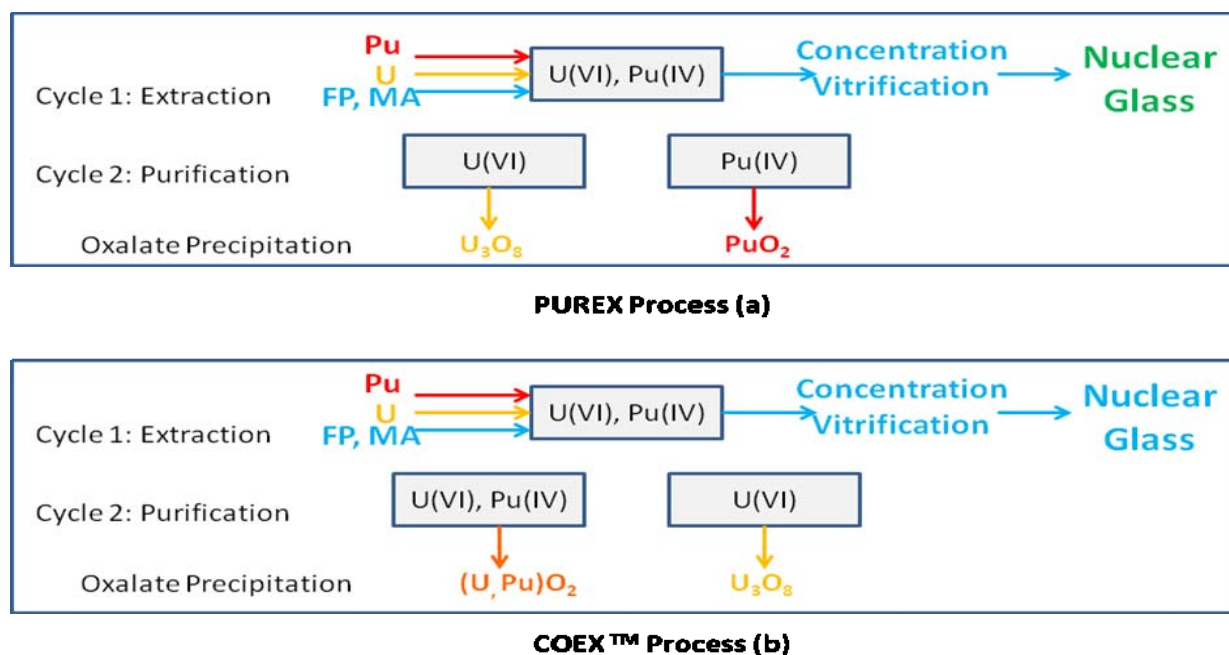 Pu
U
FP, MA
U(VI), Pu(IV)
Concentration
Vitrification
Nuclear
Glass
Cycle 1: Extraction
Cycle 2: Purification
U(VI)
Pu(IV)
Oxalate Precipitation
U₃O₈
PuO₂
PUREX Process (a)
Pu
U
FP, MA
U(VI), Pu(IV)
Concentration
Vitrification
Nuclear
Glass
Cycle 1: Extraction
Cycle 2: Purification
U(VI), Pu(IV)
U(VI)
Oxalate Precipitation
(U, Pu)O₂
U₃O₈
COEX™ Process (b)